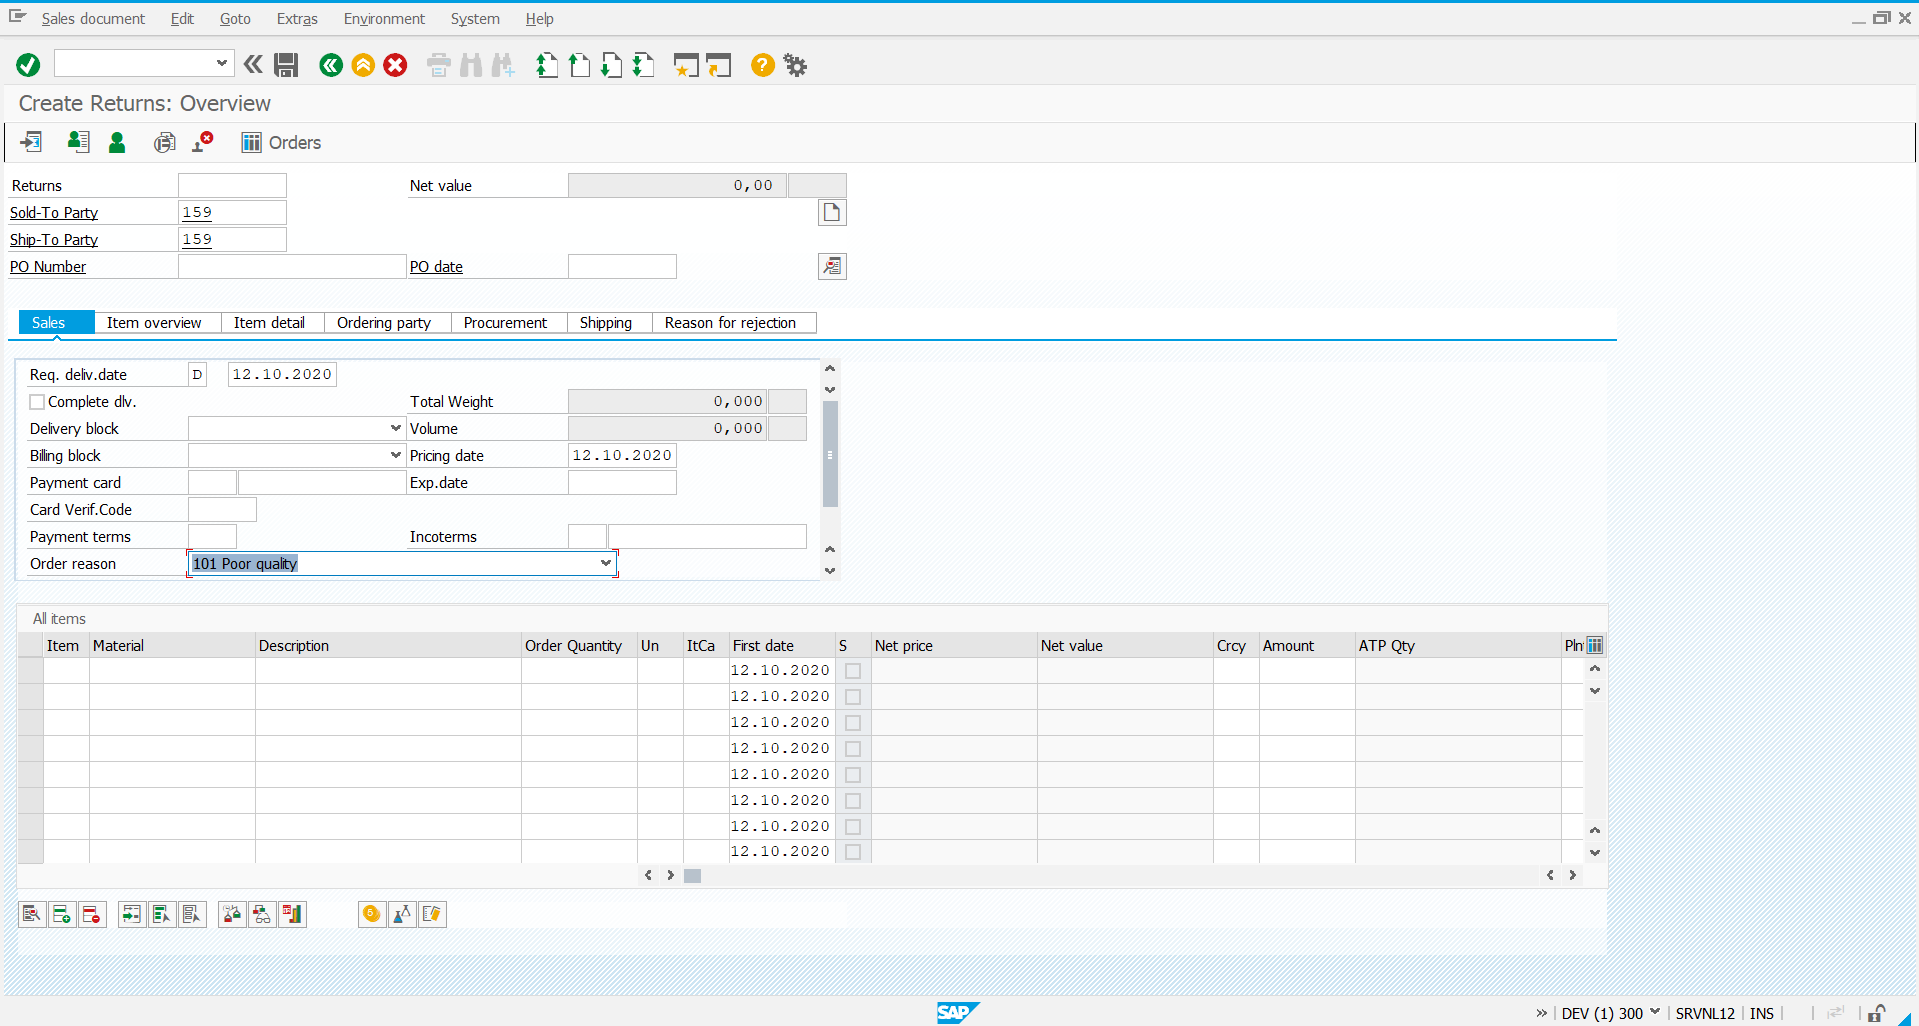 Sales document Edit Goto Extras Environment System Help
Create Returns: Overview
Orders
Returns Net value 0,00
Sold-To Party 159
Ship-To Party 159
PO Number PO date
Sales Item overview Item detail Ordering party Procurement Shipping Reason for rejection
Req. deliv.date D 12.10.2020
Complete dlv. Total Weight 0,000
Delivery block Volume 0,000
Billing block Pricing date 12.10.2020
Payment card Exp.date
Card Verif.Code
Payment terms Incoterms
Order reason 101 Poor quality
All items
Item Material Description Order Quantity Un ItCa First date S Net price Net value Crcy Amount ATP Qty Pln
12.10.2020
12.10.2020
12.10.2020
12.10.2020
12.10.2020
12.10.2020
12.10.2020
12.10.2020
SAP DEV (1) 300 SRVNL12 INS